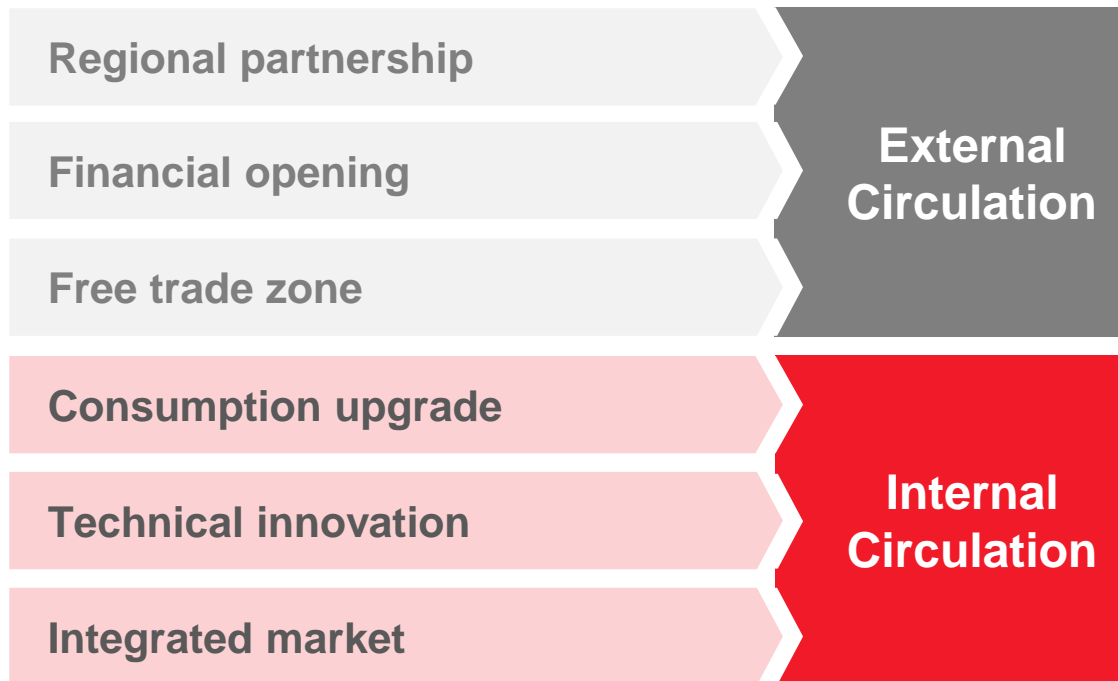 Regional partnership
Financial opening
Free trade zone
External
Circulation
Consumption upgrade
Technical innovation
Integrated market
Internal
Circulation